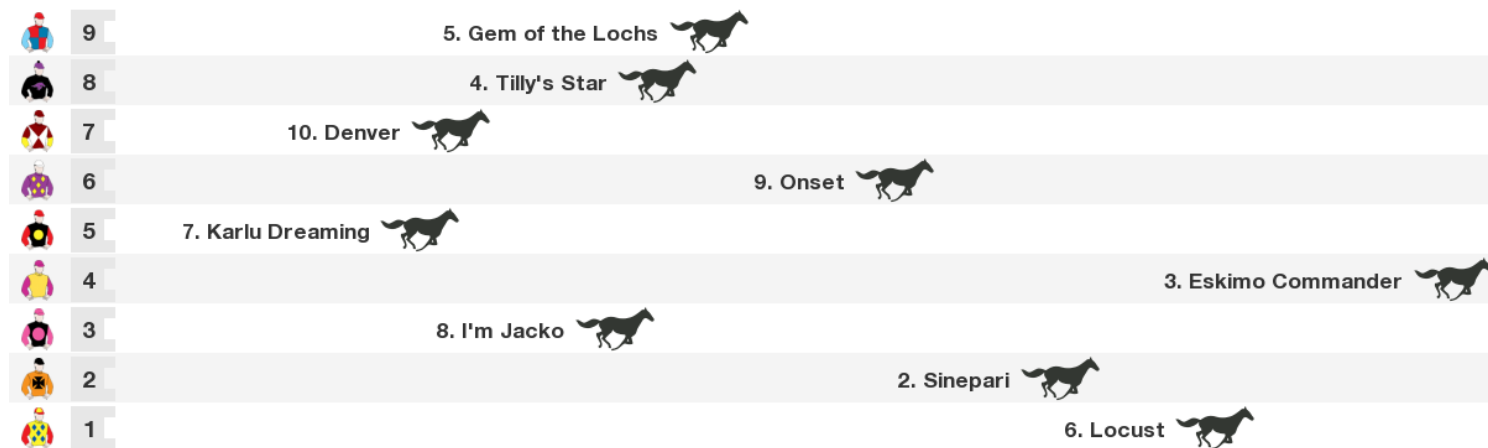 9 5. Gem of the Lochs
8 4. Tilly's Star
7 10. Denver
6 9. Onset
5 7. Karlu Dreaming
4 3. Eskimo Commander
3 8. I'm Jacko
2 2. Sinepari
1 6. Locust